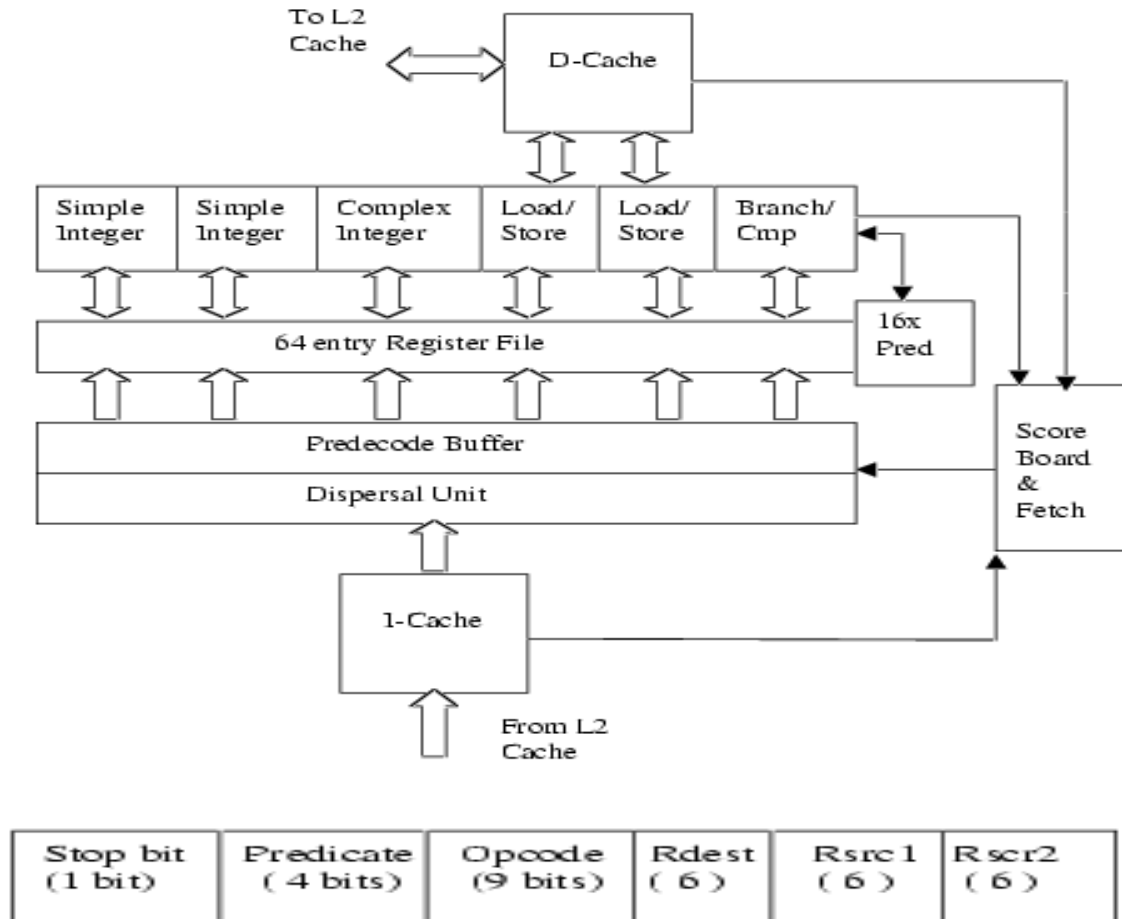 To L2
Cache
D-Cache
Simple
Integer
Simple
Integer
Complex
Integer
Load/
Store
Load/
Store
Branch/
Cmp
64 entry Register File
16x
Pred
Predecode Buffer
Dispersal Unit
Score
Board
&
Fetch
1-Cache
From L2
Cache
Stop bit
(1 bit)
Predicate
( 4 bits)
Opcode
(9 bits)
Rdest
( 6 )
Rsrc1
( 6 )
Rscr2
( 6 )